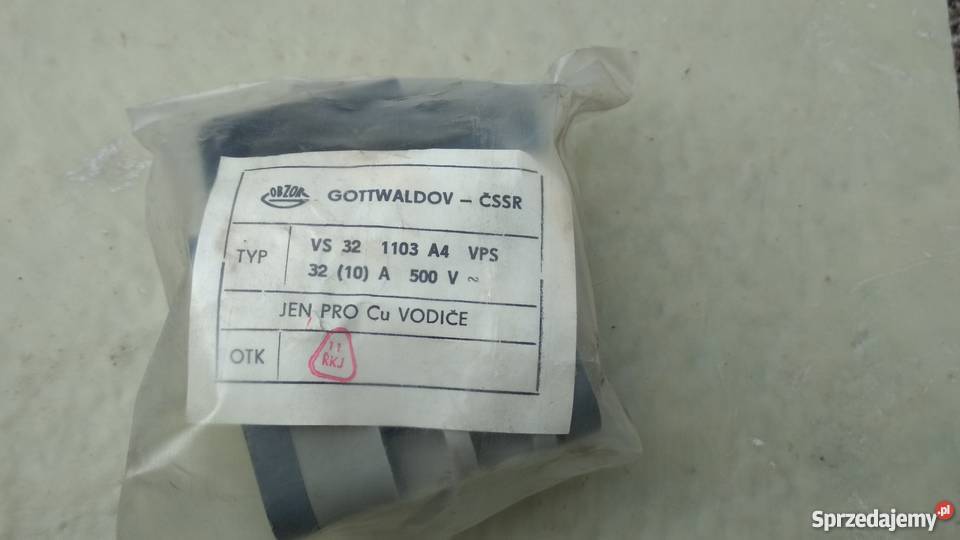 OBZOR GOTTWALDOV – ČSSR
TYP
VS 32 1103 A4 VPS
32 (10) A 500 V ~
JEN PRO Cu VODIČE
OTK
11
RKJ
Sprzedajemy.pl